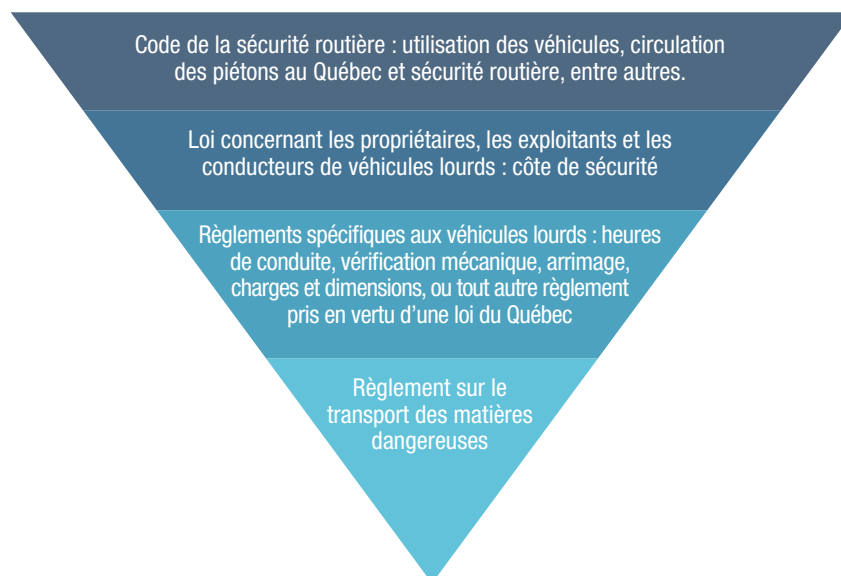 Code de la sécurité routière : utilisation des véhicules, circulation
des piétons au Québec et sécurité routière, entre autres.
Loi concernant les propriétaires, les exploitants et les
conducteurs de véhicules lourds : côte de sécurité
Règlements spécifiques aux véhicules lourds : heures
de conduite, vérification mécanique, arrimage,
charges et dimensions, ou tout autre règlement
pris en vertu d’une loi du Québec
Règlement sur le
transport des matières
dangereuses